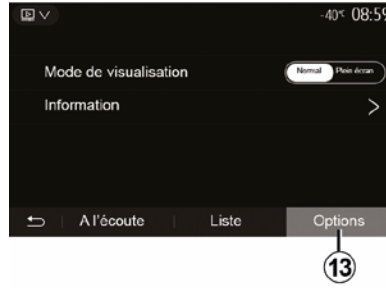 -40°C 08:59
Mode de visualisation Normal Plein écran
Information >
A l'écoute Liste Options
13